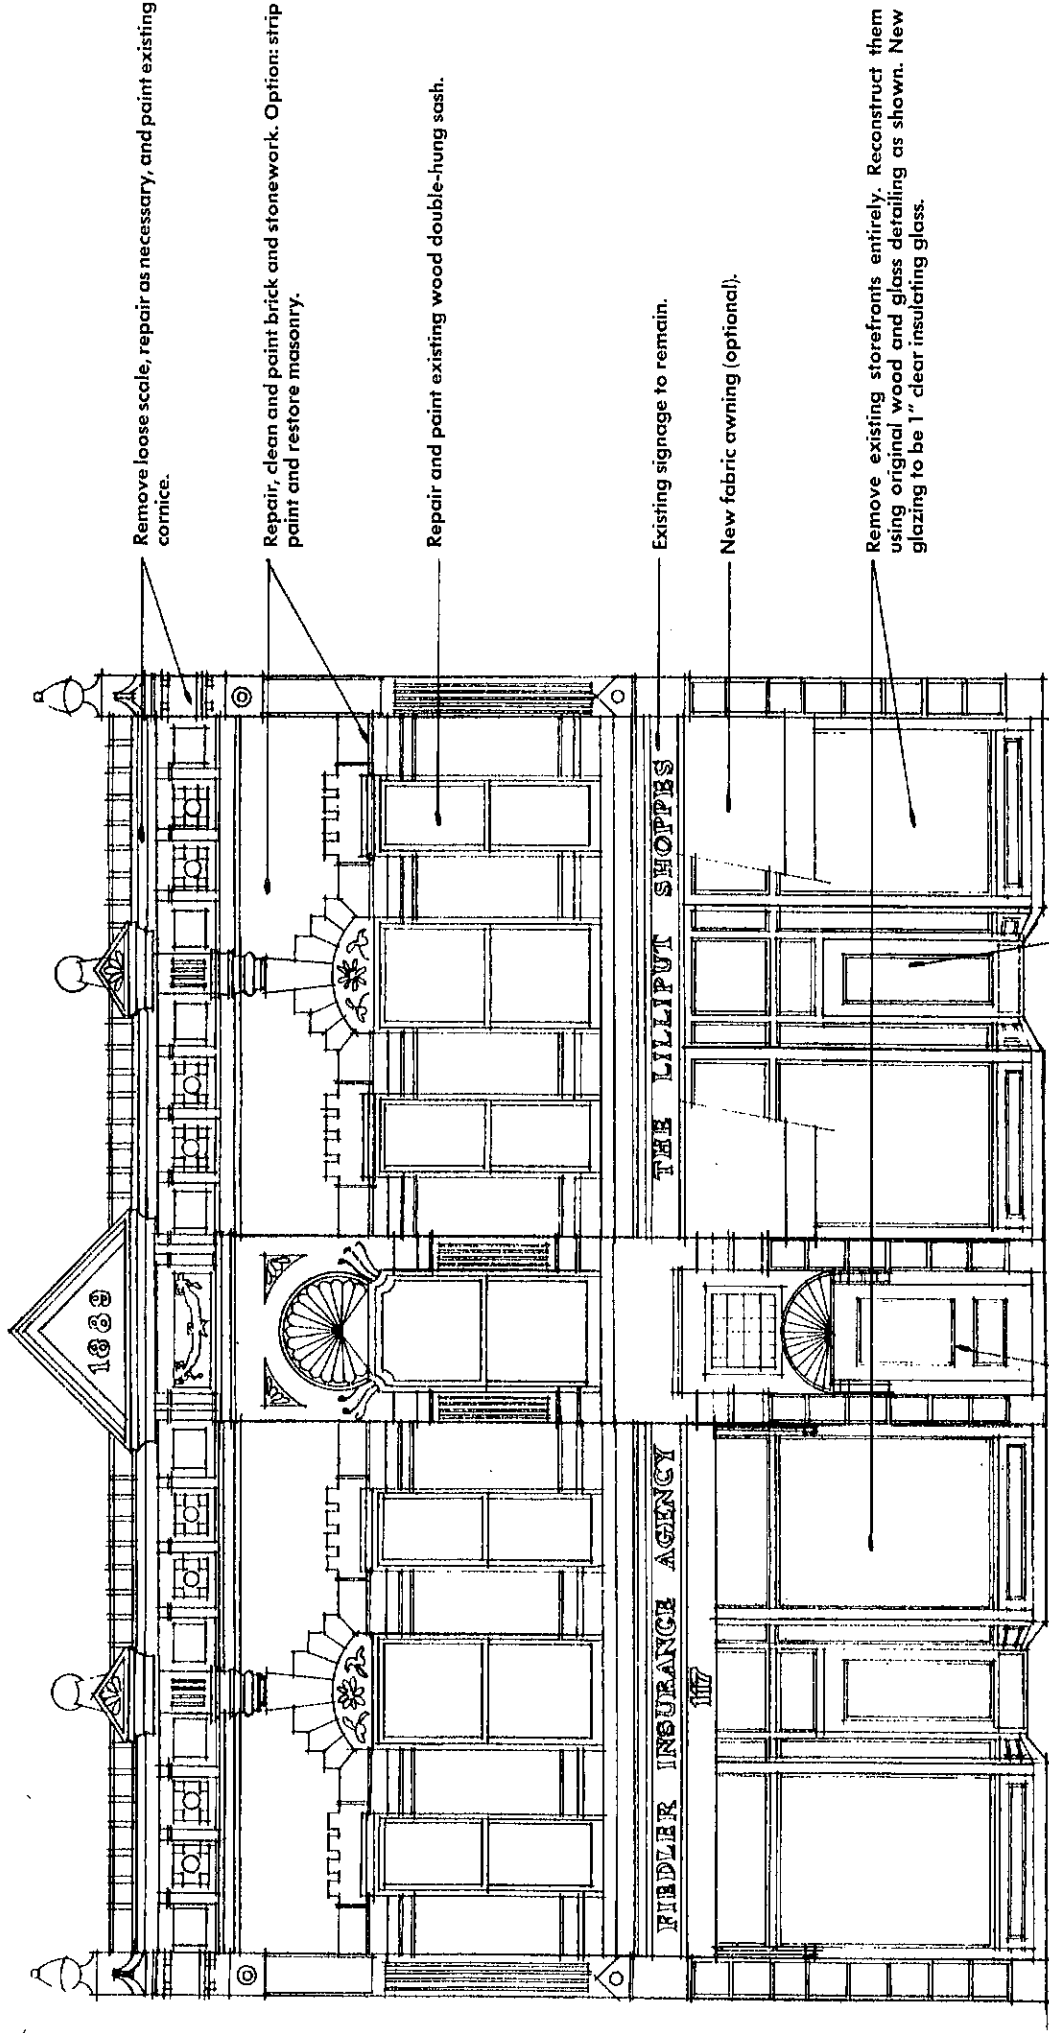 Remove loose scale, repair as necessary, and paint existing
cornice.
Repair, clean and paint brick and stonework. Option: strip
paint and restore masonry.
Repair and paint existing wood double-hung sash.
Existing signage to remain.
New fabric awning (optional).
Remove existing storefronts entirely. Reconstruct them
using original wood and glass detailing as shown. New
glazing to be 1" clear insulating glass.
1889
FIEDLER INSURANCE AGENCY
THE LILLIPUT SHOPPES
117